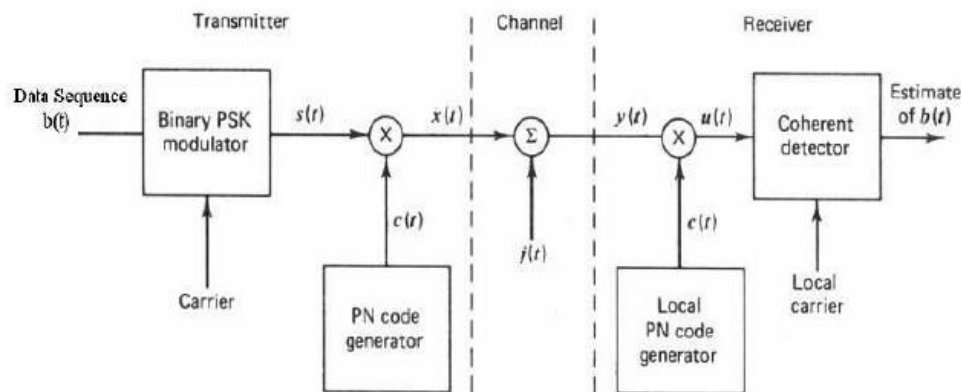 Transmitter
Channel
Receiver
Data Sequence
b(t)
Binary PSK
modulator
s(t)
X
x(t)
Σ
y(t)
X
u(t)
Coherent
detector
Estimate
of b(t)
c(t)
j(t)
c(t)
Carrier
PN code
generator
Local
PN code
generator
Local
carrier